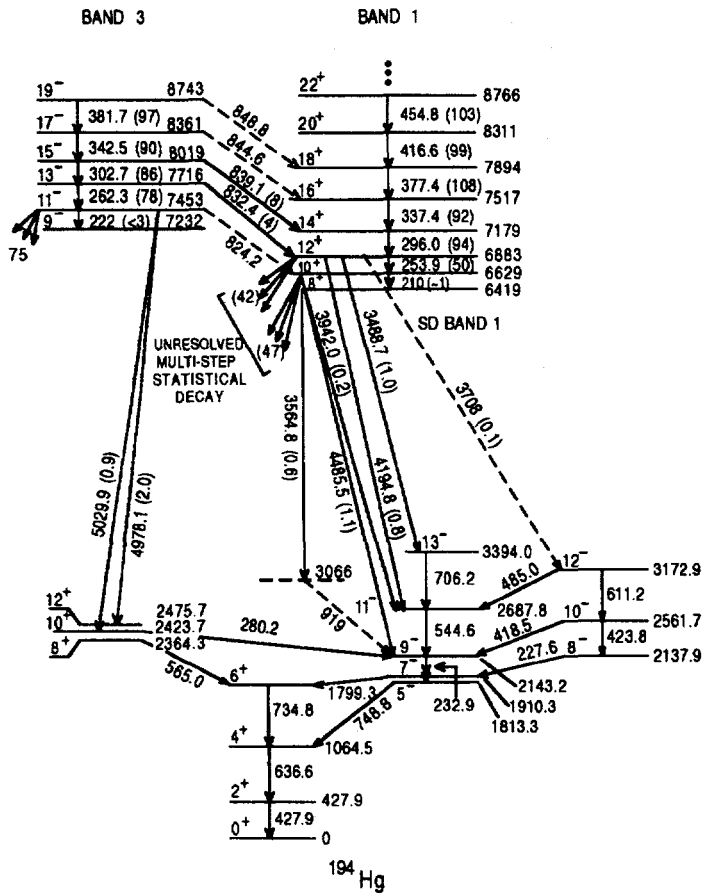 BAND 3 BAND 1
22+ 8766
19- 8743 848.8 454.8 (103)
381.7 (97) 20+ 8311
17- 8361 844.6 416.6 (99)
342.5 (90) 18+ 7894
15- 8019 839.1 (8) 377.4 (108)
302.7 (86) 16+ 7517
13- 7716 832.4 (4) 337.4 (92)
262.3 (78) 14+ 7179
11- 7453 296.0 (94)
222 (<3) 12+ 6883
9- 7232 824.2 253.9 (50)
10+ 6629
75 210 (~1)
8+ 6419
(42)
SD BAND 1
(47)
UNRESOLVED
MULTI-STEP
STATISTICAL
DECAY
3942.0 (0.2)
3488.7 (1.0)
3708 (0.1)
3564.8 (0.6)
4485.5 (1.1)
4194.8 (0.8)
5029.9 (0.9)
4978.1 (2.0)
13- 3394.0
3066 706.2 485.0 12- 3172.9
611.2
12+ 2475.7 919 11- 2687.8 10- 2561.7
10+ 2423.7 280.2 544.6 418.5 423.8
8+ 2364.3 9- 227.6 8- 2137.9
565.0 7- 2143.2
6+ 1799.3 5- 232.9 1910.3
734.8 748.8 1813.3
4+ 1064.5
636.6
2+ 427.9
427.9
0+ 0
194Hg